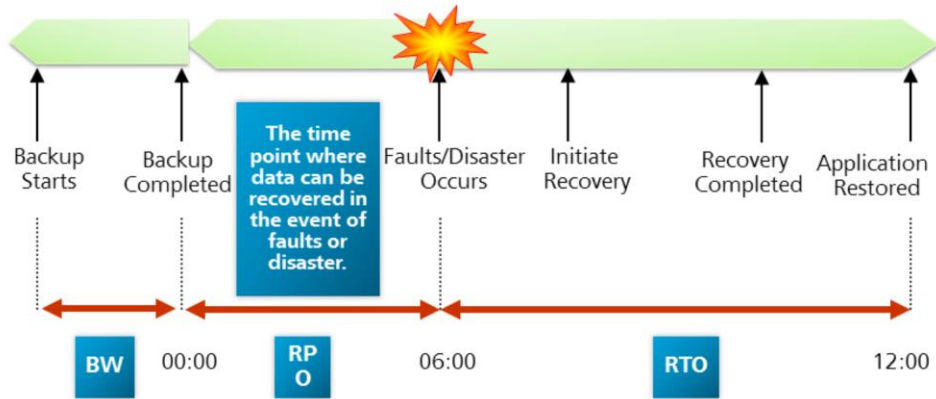 The time
point where
data can be
recovered in
the event of
faults or
disaster.
Backup
Starts
Backup
Completed
Faults/Disaster
Occurs
Initiate
Recovery
Recovery
Completed
Application
Restored
BW
00:00
RP
O
06:00
RTO
12:00